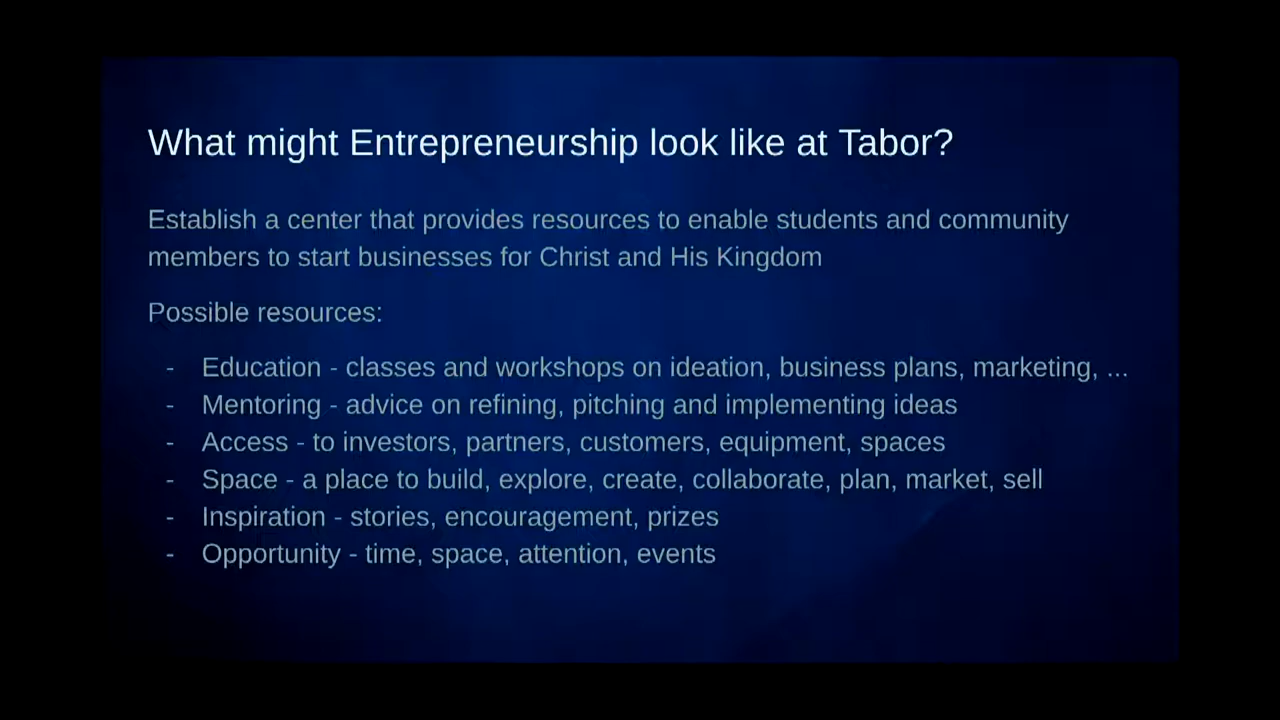 What might Entrepreneurship look like at Tabor?
Establish a center that provides resources to enable students and community
members to start businesses for Christ and His Kingdom
Possible resources:
- Education - classes and workshops on ideation, business plans, marketing, ...
- Mentoring - advice on refining, pitching and implementing ideas
- Access - to investors, partners, customers, equipment, spaces
- Space - a place to build, explore, create, collaborate, plan, market, sell
- Inspiration - stories, encouragement, prizes
- Opportunity - time, space, attention, events